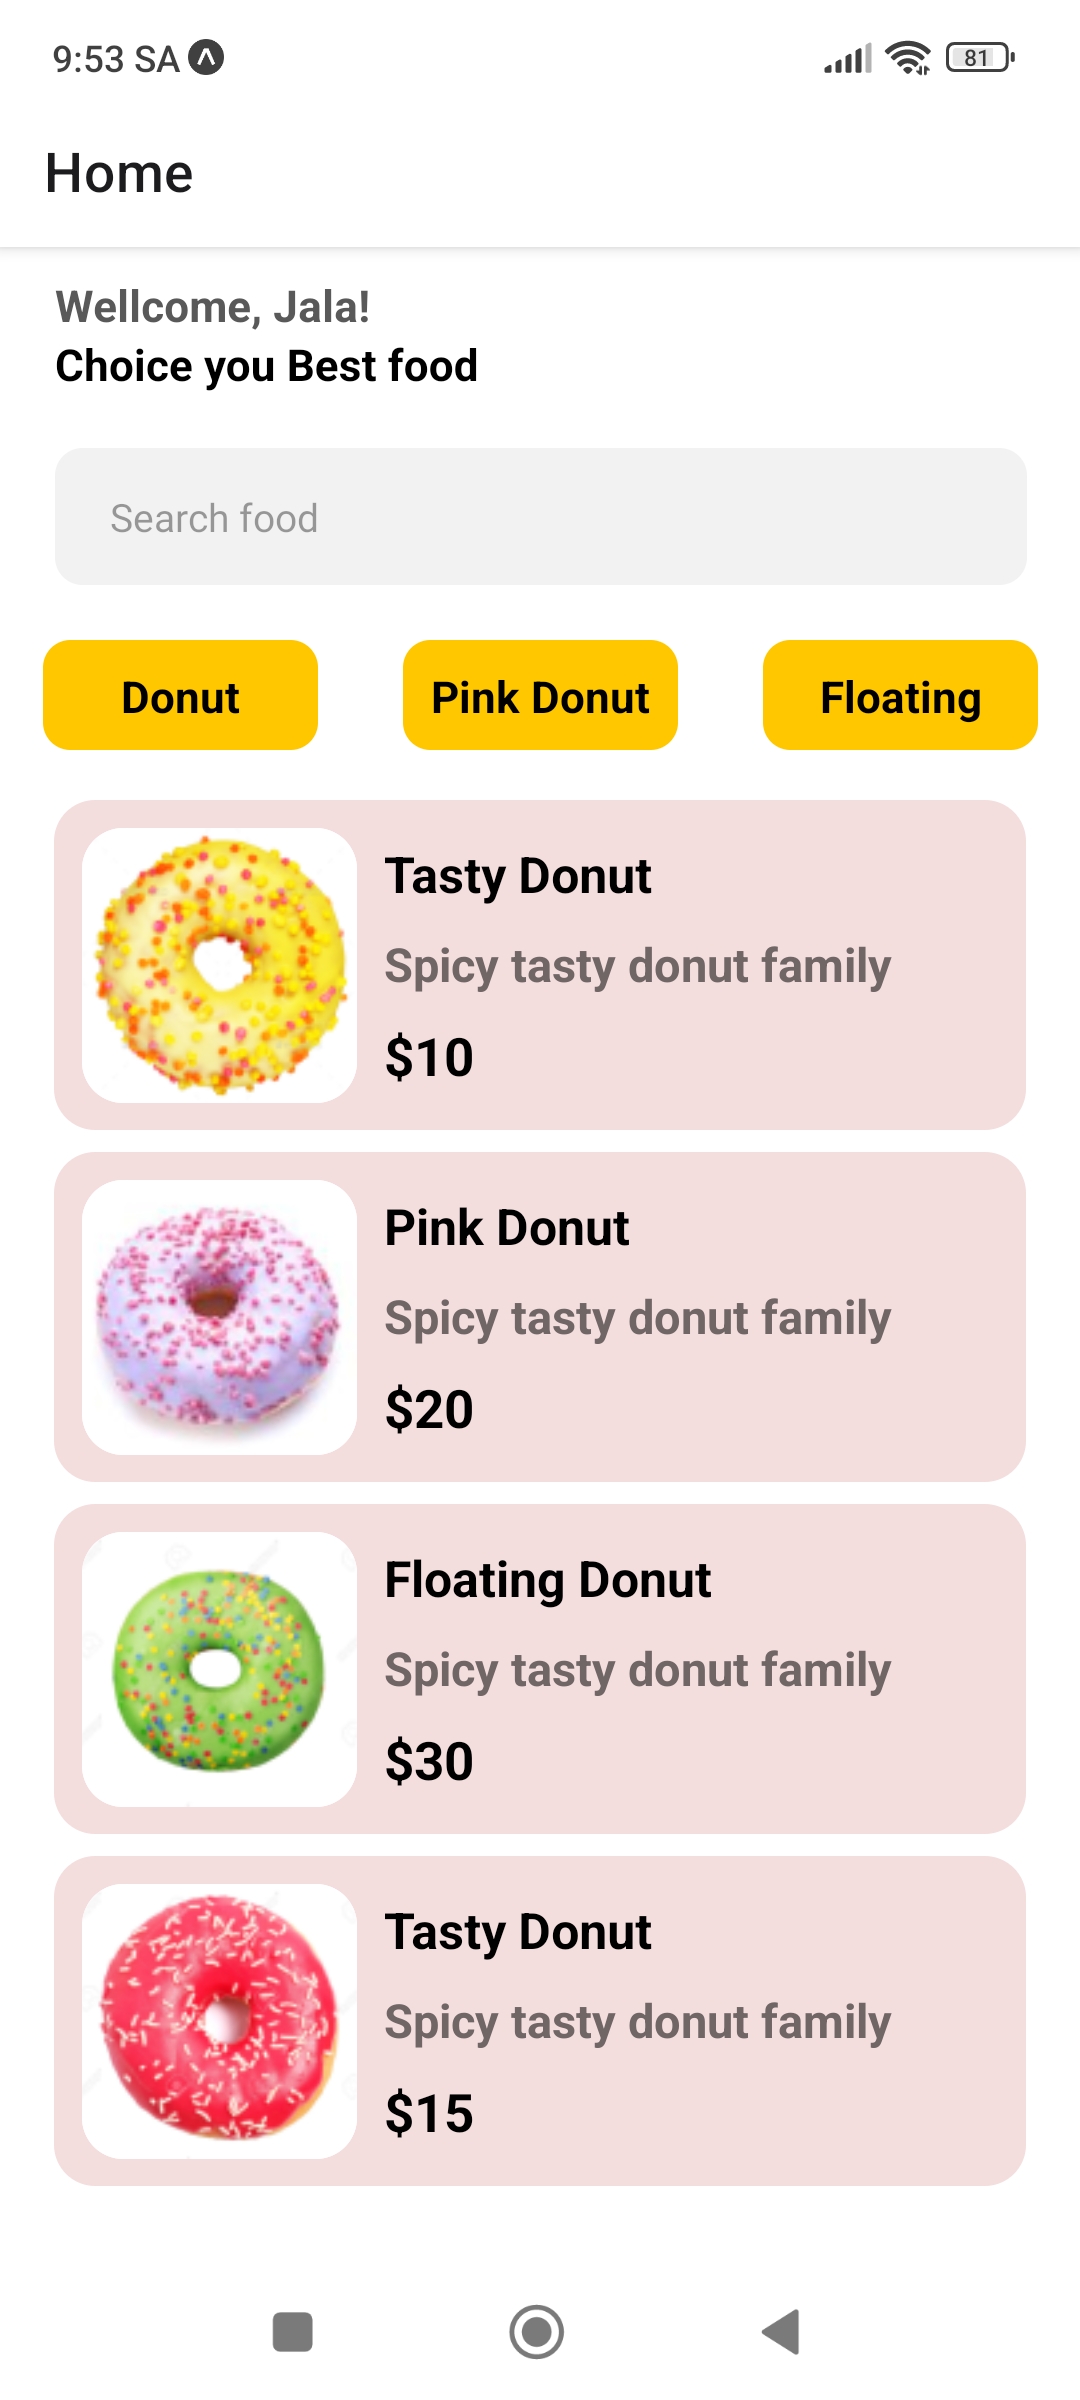 9:53 SA
81
Home
Wellcome, Jala!
Choice you Best food
Search food
Donut
Pink Donut
Floating
Tasty Donut
Spicy tasty donut family
$10
Pink Donut
Spicy tasty donut family
$20
Floating Donut
Spicy tasty donut family
$30
Tasty Donut
Spicy tasty donut family
$15